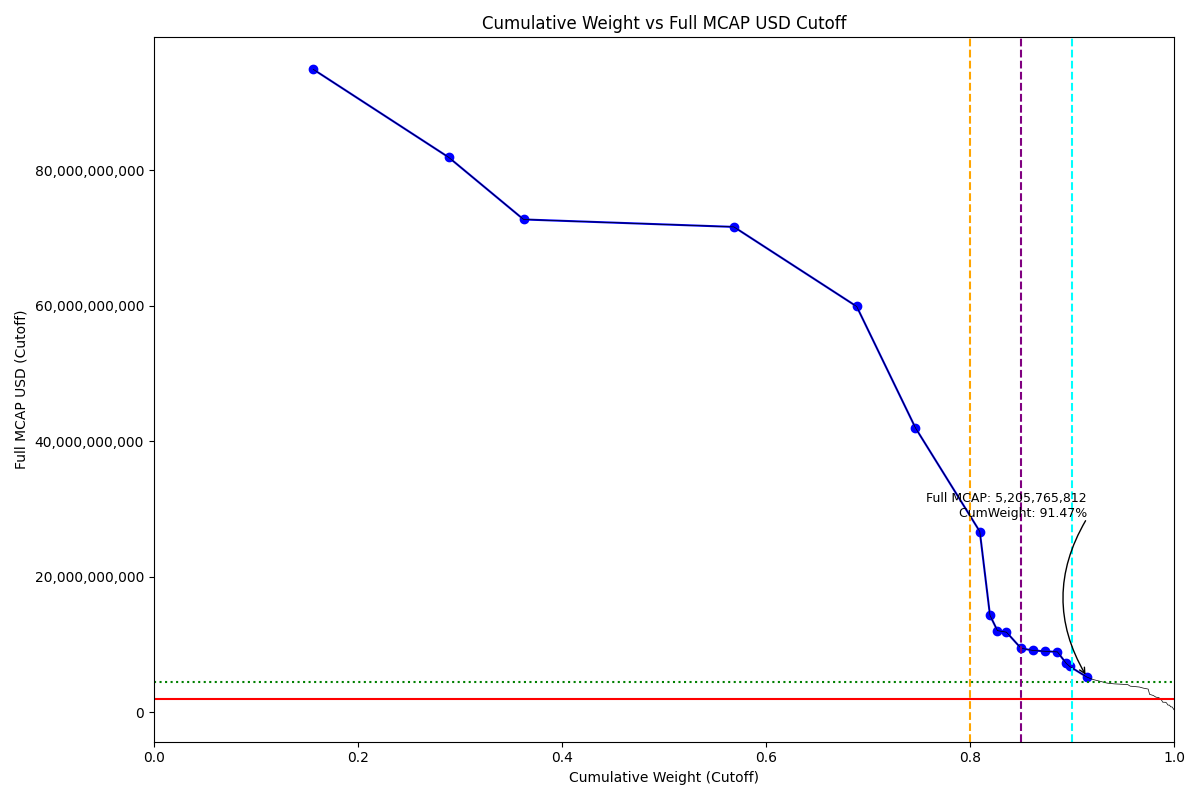 Cumulative Weight vs Full MCAP USD Cutoff
Full MCAP USD (Cutoff)
80,000,000,000
60,000,000,000
40,000,000,000
20,000,000,000
0
Full MCAP: 5,205,765,812
CumWeight: 91.47%
0.0
0.2
0.4
0.6
0.8
1.0
Cumulative Weight (Cutoff)